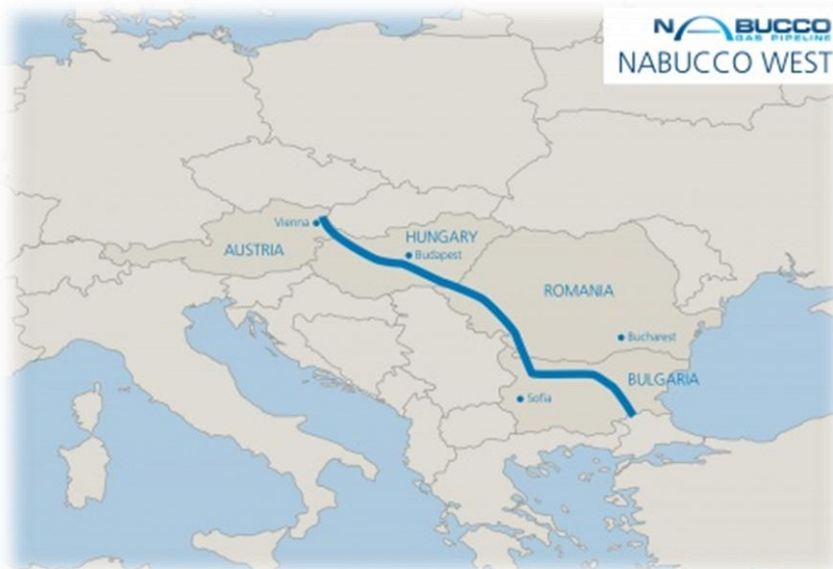 NABUCCO
GAS PIPELINE
NABUCCO WEST
Vienna
AUSTRIA
HUNGARY
Budapest
ROMANIA
Bucharest
BULGARIA
Sofia